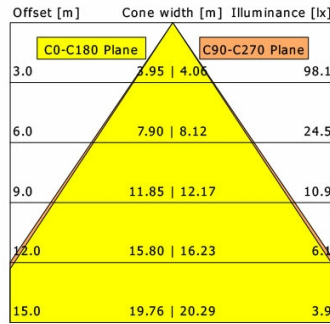 Offset [m] Cone width [m] Illuminance [lx]
C0-C180 Plane C90-C270 Plane
3.0 3.95 | 4.06 98.1
6.0 7.90 | 8.12 24.5
9.0 11.85 | 12.17 10.9
12.0 15.80 | 16.23 6.1
15.0 19.76 | 20.29 3.9